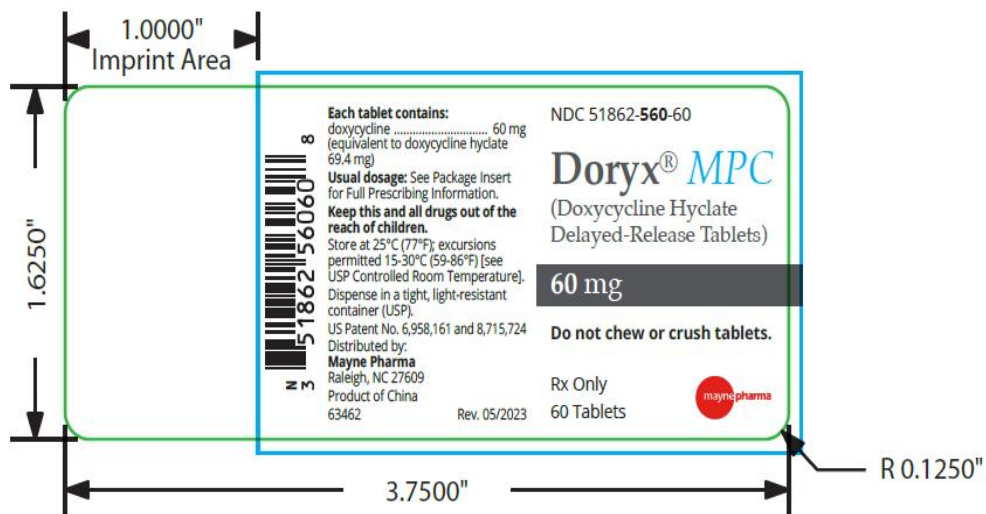 1.0000"
Imprint Area
1.6250"
N
3
51862 56060
8
Each tablet contains:
doxycycline .............................. 60 mg
(equivalent to doxycycline hyclate
69.4 mg)
Usual dosage: See Package Insert
for Full Prescribing Information.
Keep this and all drugs out of the
reach of children.
Store at 25°C (77°F); excursions
permitted 15-30°C (59-86°F) [see
USP Controlled Room Temperature].
Dispense in a tight, light-resistant
container (USP).
US Patent No. 6,958,161 and 8,715,724
Distributed by:
Mayne Pharma
Raleigh, NC 27609
Product of China
63462 Rev. 05/2023
NDC 51862-560-60
Doryx® MPC
(Doxycycline Hyclate
Delayed-Release Tablets)
60 mg
Do not chew or crush tablets.
Rx Only
60 Tablets
maynepharma
R 0.1250"
3.7500"